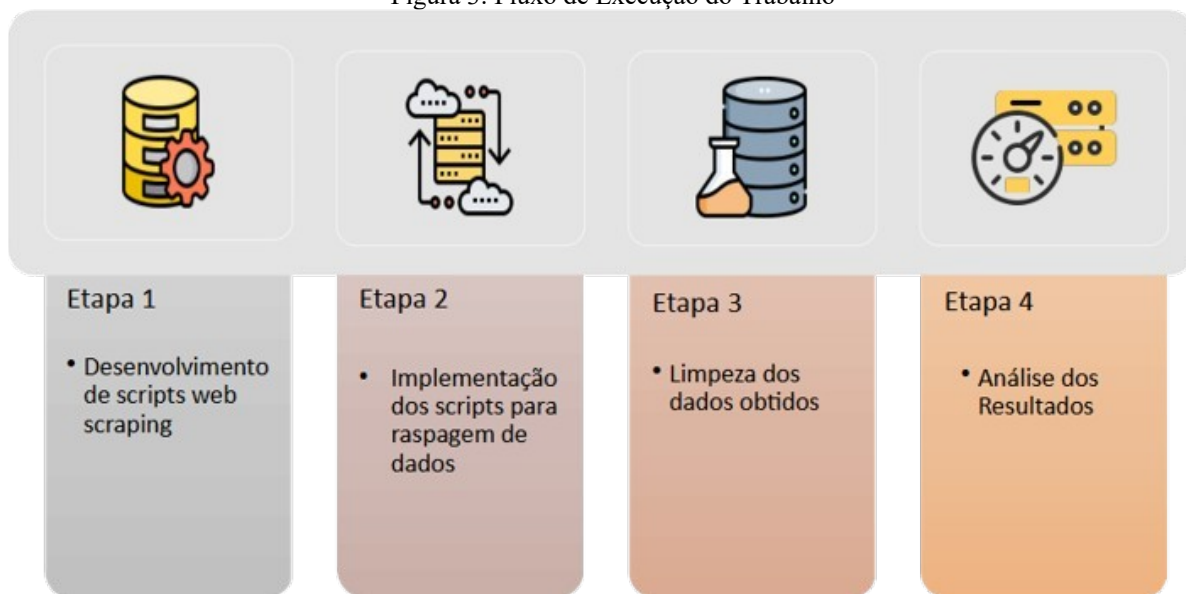 Figura 3: Fluxo de Execução do Trabalho
Etapa 1
• Desenvolvimento
de scripts web
scraping
Etapa 2
• Implementação
dos scripts para
raspagem de
dados
Etapa 3
• Limpeza dos
dados obtidos
Etapa 4
• Análise dos
Resultados